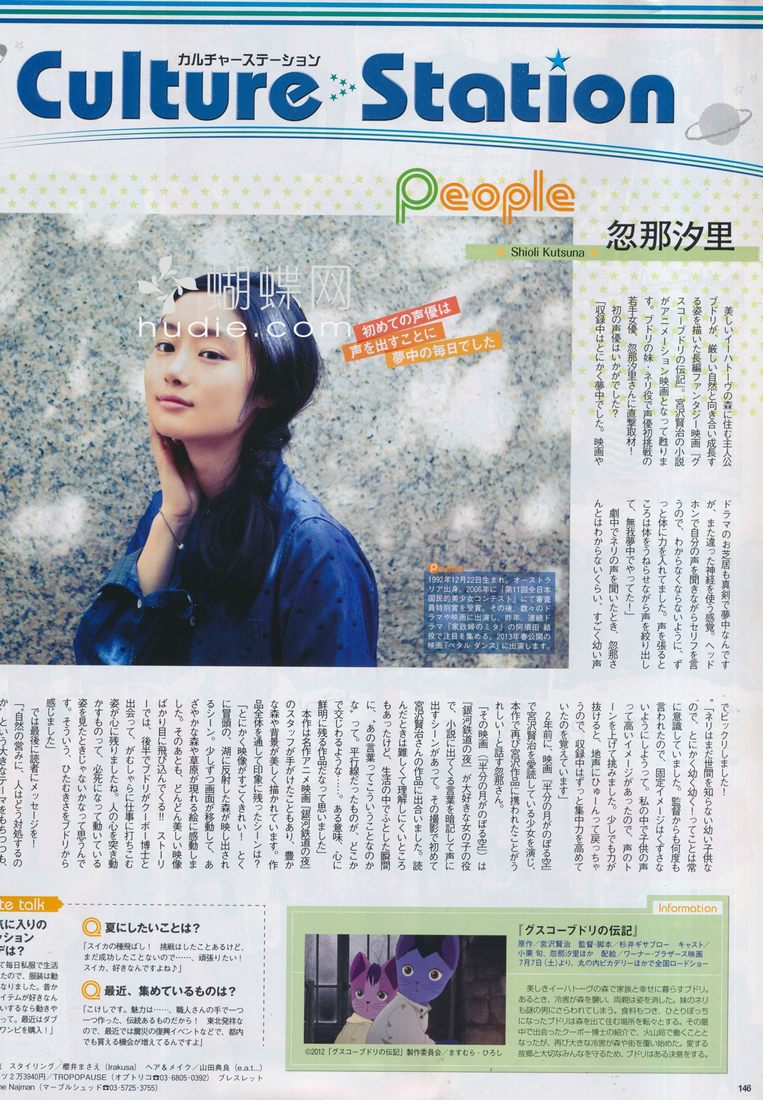 カルチャーステーション
Culture Station
People
忽那汐里
Shioli Kutsuna
蝴蝶网
hudie.com
初めての声優は
声を出すことに
夢中の毎日でした
美しいイーハトーヴの森に住む主人公
ブドリが、厳しい自然と向き合い成長す
る姿を描いた長編ファンタジー映画『グ
スコーブドリの伝記』。宮沢賢治の小説
がアニメーション映画となって甦りま
す。ブドリの妹・ネリ役で声優初挑戦の
若手女優、忽那汐里さんに直撃取材！
初の声優はいかがでした？
「収録中はとにかく夢中でした。映画や
ドラマのお芝居も真剣で夢中なんです
が、また違った神経を使う感覚。ヘッド
ホンで自分の声を聞きながらセリフを言
うので、わからなくならないように、ず
っと体に力を入れてました。声を張ると
ころは体をうねらせながら声を絞り出し
て、無我夢中でやってた！」
劇中でネリの声を聞いたとき、忽那さ
んとはわからないくらい、すごく幼い声
People
1992年12月22日生まれ。オーストラ
リア出身。2006年に「第11回全日本
国民的美少女コンテスト」にて審査
員特別賞を受賞。その後、数々のド
ラマや映画に出演し、昨年、連続ド
ラマ『家政婦のミタ』の阿須田 結
役で注目を集める。2013年春公開の
映画『ペタル ダンス』に出演します。
でビックリしました！
「ネリはまだ世間を知らない幼い子供な
ので、とにかく幼く幼く！ってことは常
に意識していました。監督からも何度も
言われたので、固定イメージはくずさな
いようにしようって。私の中で子供の声
って高いイメージがあったので、声のト
ーンを上げて挑みました。少しでも力が
抜けると、地声にひゅーんって戻っちゃ
うので、収録中はずっと集中力を高めて
いたのを覚えています」
２年前に、映画『半分の月がのぼる空』
で宮沢賢治を愛読している少女を演じ、
本作で再び宮沢作品に携われたことがう
れしい！と話す忽那さん。
「その映画（『半分の月がのぼる空』）は
『銀河鉄道の夜』が大好きな女の子の役
で、小説に出てくる言葉を暗記して声に
出すシーンがあって。その撮影で初めて
宮沢賢治さんの作品に出合いました。読
んだときは難しくて理解しにくいところ
もあったけど、生活の中でふとした瞬間
に、〝あの言葉ってこういうことなのか
な〟って。平行線だったものが、どこか
で交じわるような……。ある意味、心に
鮮明に残る作品だなって思いました」
本作は名作アニメ映画『銀河鉄道の夜』
のスタッフが手がけたこともあり、豊か
な森や背景が美しく描かれています。作
品全体を通して印象に残ったシーンは？
「とにかく映像がすごくきれい！ とく
に冒頭の、湖に反射した森が映し出され
るシーン。少しずつ画面が移動して、あ
ざやかな森や草原が現れる絵に感動しま
した。そのあとも、どんどん美しい映像
ばかり目に飛び込んでくる!! ストーリ
ーでは、後半でブドリがクーボー博士と
出会って、がむしゃらに仕事に打ちこむ
姿が心に残りましたね。人の心を突き動
かすものって、必死になって動いている
姿を見たときじゃないかなって思うんで
す。そういう、ひたむきさをブドリから
感じました」
では最後に読者にメッセージを！
「〝自然の営みに、人はどう対処するの
か〟という大きなテーマをもちつつも、
te talk
気に入りの
ッション
デは？
て毎日私服で生活
たので、服装は動
なりました。昔か
イテムが好きなん
いするなら動きや
って。最近はダブ
ワンピを購入！」
Q 夏にしたいことは？
「スイカの種飛ばし！ 挑戦はしたことあるけど、
まだ成功したことないので……、頑張りたい！
スイカ、好きなんですよね♪」
Q 最近、集めているものは？
「こけしです。魅力は……、職人さんの手で一つ
一つ作った、伝統あるものだから！ 東北発祥な
ので、最近では震災の復興イベントなどで、都内
でも買える機会が増えてるんですよ」
Information
『グスコーブドリの伝記』
原作／宮沢賢治 監督・脚本／杉井ギサブロー キャスト／
小栗 旬、忽那汐里ほか 配給／ワーナー・ブラザース映画
7月7日(土)より、丸の内ピカデリーほかで全国ロードショー
美しきイーハトーヴの森で家族と幸せに暮らすブドリ。
あるとき、冷害が森を襲い、両親は姿を消した。妹のネリ
も謎の男にさらわれてしまう。食料もつき、ひとりぼっち
になったブドリは森を出て住む場所を転々とする。その最
中で出会ったクーボー博士の紹介で、火山局で働くことと
なったが、再び大きな冷害が森や街を覆い始めた。愛する
故郷と大切なみんなを守るため、ブドリはある決意をする。
©2012「グスコーブドリの伝記」製作委員会／ますむら・ひろし
スタイリング／櫻井まさえ（Irakusa） ヘア＆メイク／山田典良（e.a.t...）
ツ２万3940円／TROPOPAUSE（オプトリコ☎03・6805・0392） ブレスレット
ne Najman（マーブルシュッド☎03・5725・3755）
146